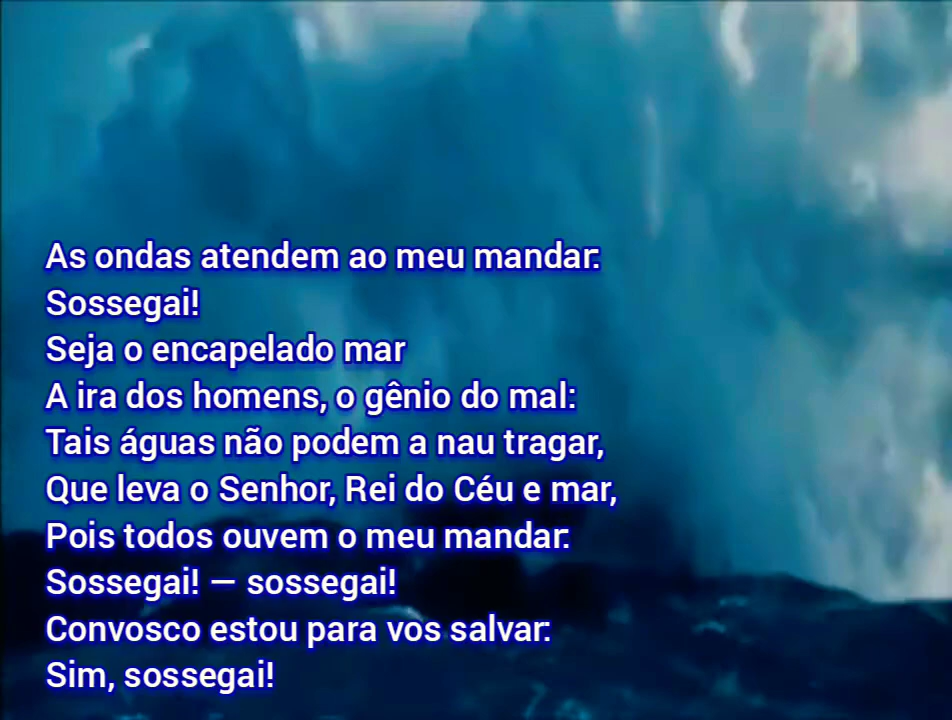 As ondas atendem ao meu mandar:
Sossegai!
Seja o encapelado mar
A ira dos homens, o gênio do mal:
Tais águas não podem a nau tragar,
Que leva o Senhor, Rei do Céu e mar,
Pois todos ouvem o meu mandar:
Sossegai! — sossegai!
Convosco estou para vos salvar:
Sim, sossegai!